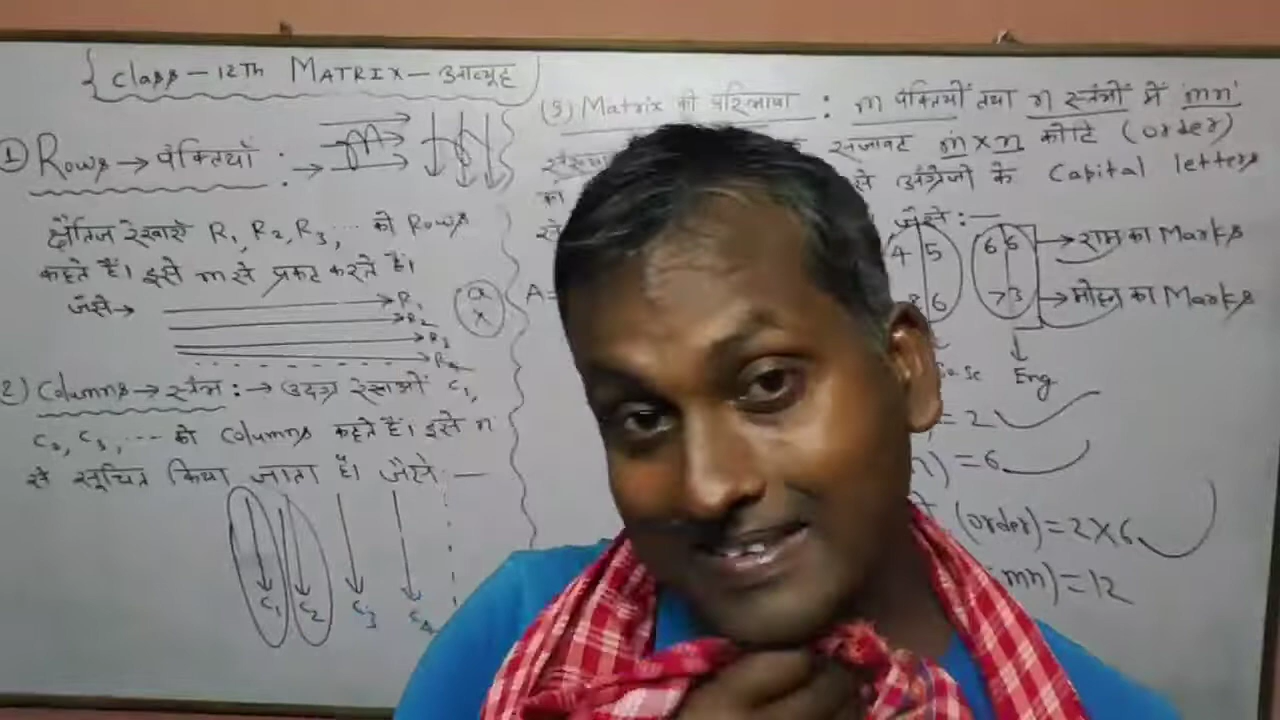 Class – 12Th MATRIX – आव्यूह
① Rows → पंक्तियाँ :
क्षैतिज रेखाओं R₁, R₂, R₃, ... को Rows
कहते हैं। इसे m से प्रकट करते हैं।
जैसे →
R₁
R₂
R₃
R₄
2) Columns → स्तंभ : → उदग्र रेखाओं C₁,
C₂, C₃, ... को Columns कहते हैं। इसे n
से सूचित किया जाता है। जैसे :—
C₁ C₂ C₃ C₄
(3) Matrix की परिभाषा : m पंक्तियों तथा n स्तंभों में 'mn'
सजावट m×n कोटि (order)
से अंग्रेजी के Capital letters
जैसे :—
A=
4 5 6 6 → राम का Marks
6 7 3 → मोहन का Marks
Eng
= 2
) = 6
(order) = 2×6
mn) = 12